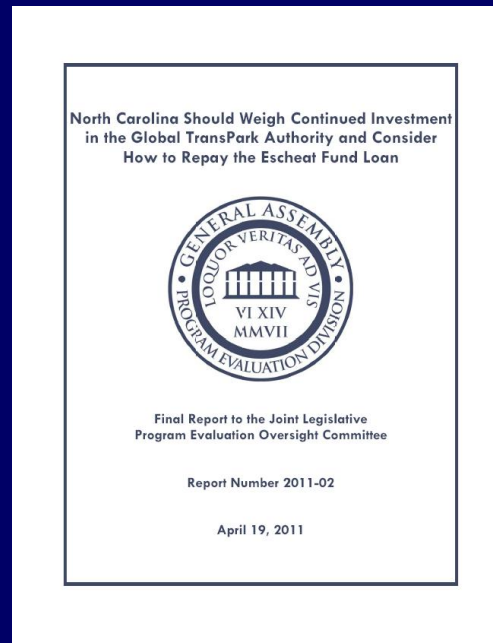 North Carolina Should Weigh Continued Investment
in the Global TransPark Authority and Consider
How to Repay the Escheat Fund Loan
GENERAL ASSEMBLY
PROGRAM EVALUATION DIVISION
LOQUOR VERITAS AD VIS
VI XIV
MMVII
Final Report to the Joint Legislative
Program Evaluation Oversight Committee
Report Number 2011-02
April 19, 2011